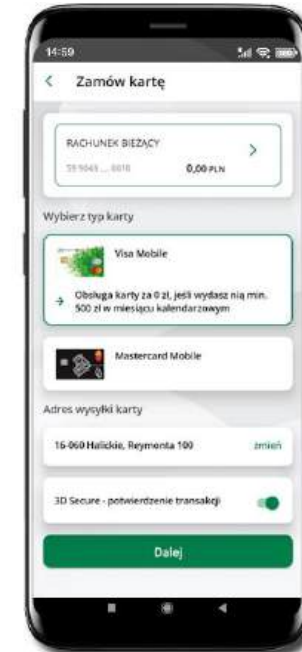 14:59
Zamów kartę
RACHUNEK BIEŻĄCY
0,00 PLN
Wybierz typ karty
Visa Mobile
Obsługa karty za 0 zł, jeśli wydasz nią min.
500 zł w miesiącu kalendarzowym
Mastercard Mobile
Adres wysyłki karty
16-060 Halickie, Reymonta 100 zmień
3D Secure - potwierdzenie transakcji
Dalej